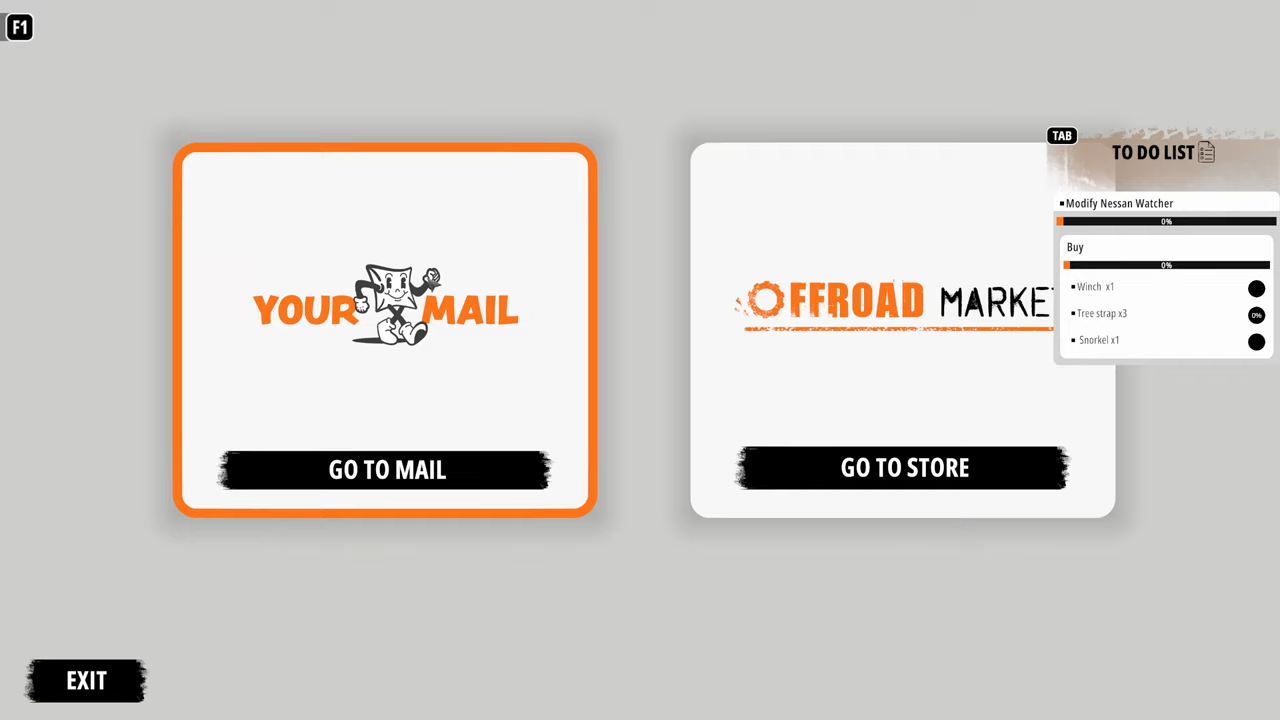 F1
TAB
TO DO LIST
Modify Nessan Watcher
0%
Buy
0%
Winch x1
Tree strap x3
0%
Snorkel x1
YOUR MAIL
OFFROAD MARKE
GO TO MAIL
GO TO STORE
EXIT